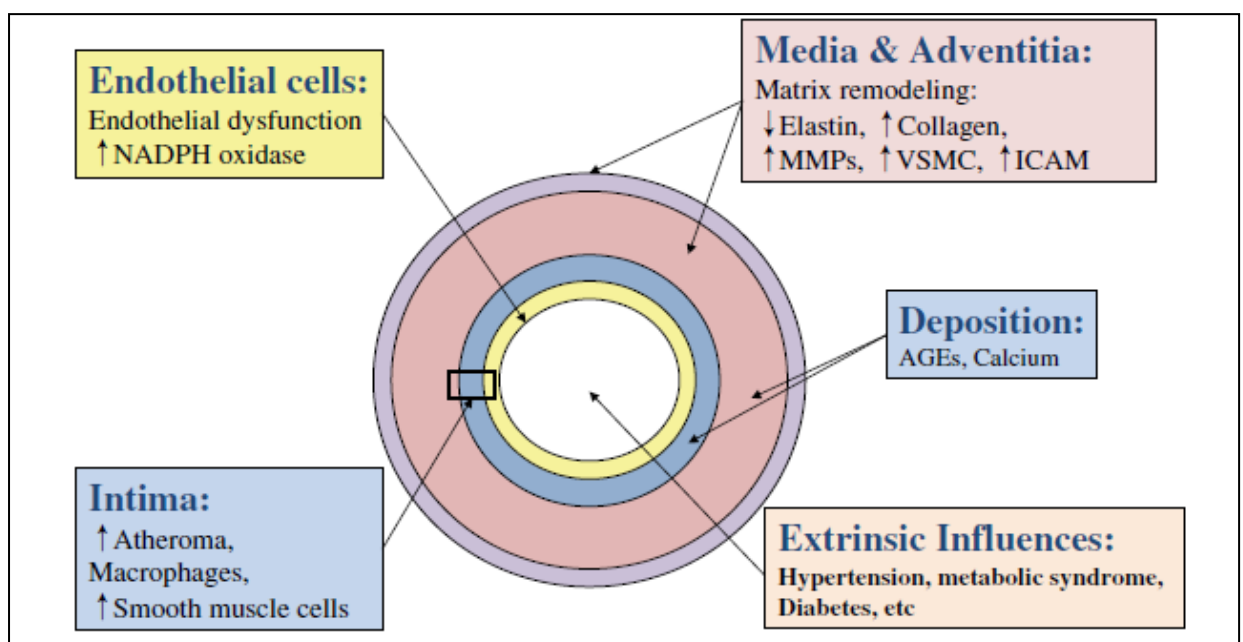 Endothelial cells:
Endothelial dysfunction
↑NADPH oxidase
Media & Adventitia:
Matrix remodeling:
↓Elastin, ↑Collagen,
↑MMPs, ↑VSMC, ↑ICAM
Deposition:
AGEs, Calcium
Intima:
↑Atheroma,
Macrophages,
↑Smooth muscle cells
Extrinsic Influences:
Hypertension, metabolic syndrome,
Diabetes, etc